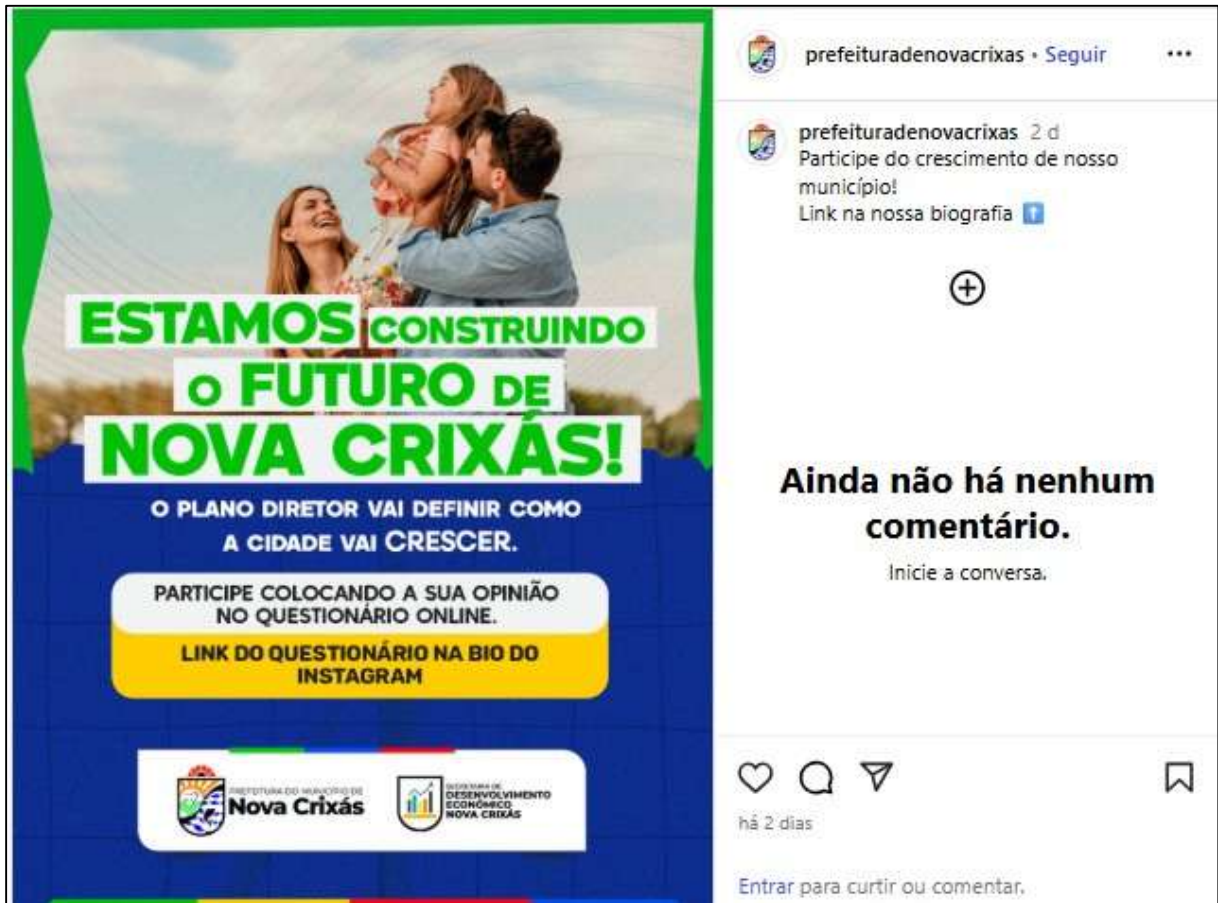 ESTAMOS CONSTRUINDO
O FUTURO DE
NOVA CRIXÁS!
O PLANO DIRETOR VAI DEFINIR COMO
A CIDADE VAI CRESCER.
PARTICIPE COLOCANDO A SUA OPINIÃO
NO QUESTIONÁRIO ONLINE.
LINK DO QUESTIONÁRIO NA BIO DO
INSTAGRAM
PREFEITURA DO MUNICÍPIO DE
Nova Crixás
SECRETARIA DE
DESENVOLVIMENTO
ECONÔMICO
NOVA CRIXÁS
prefeituradenovacrixas • Seguir
prefeituradenovacrixas 2 d
Participe do crescimento de nosso
município!
Link na nossa biografia ⬆️
Ainda não há nenhum
comentário.
Inicie a conversa.
há 2 dias
Entrar para curtir ou comentar.